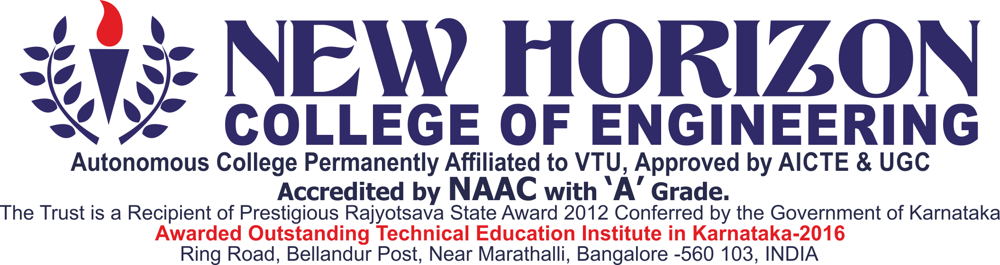 NEW HORIZON
COLLEGE OF ENGINEERING
Autonomous College Permanently Affiliated to VTU, Approved by AICTE & UGC
Accredited by NAAC with ‘A’ Grade.
The Trust is a Recipient of Prestigious Rajyotsava State Award 2012 Conferred by the Government of Karnataka
Awarded Outstanding Technical Education Institute in Karnataka-2016
Ring Road, Bellandur Post, Near Marathalli, Bangalore -560 103, INDIA